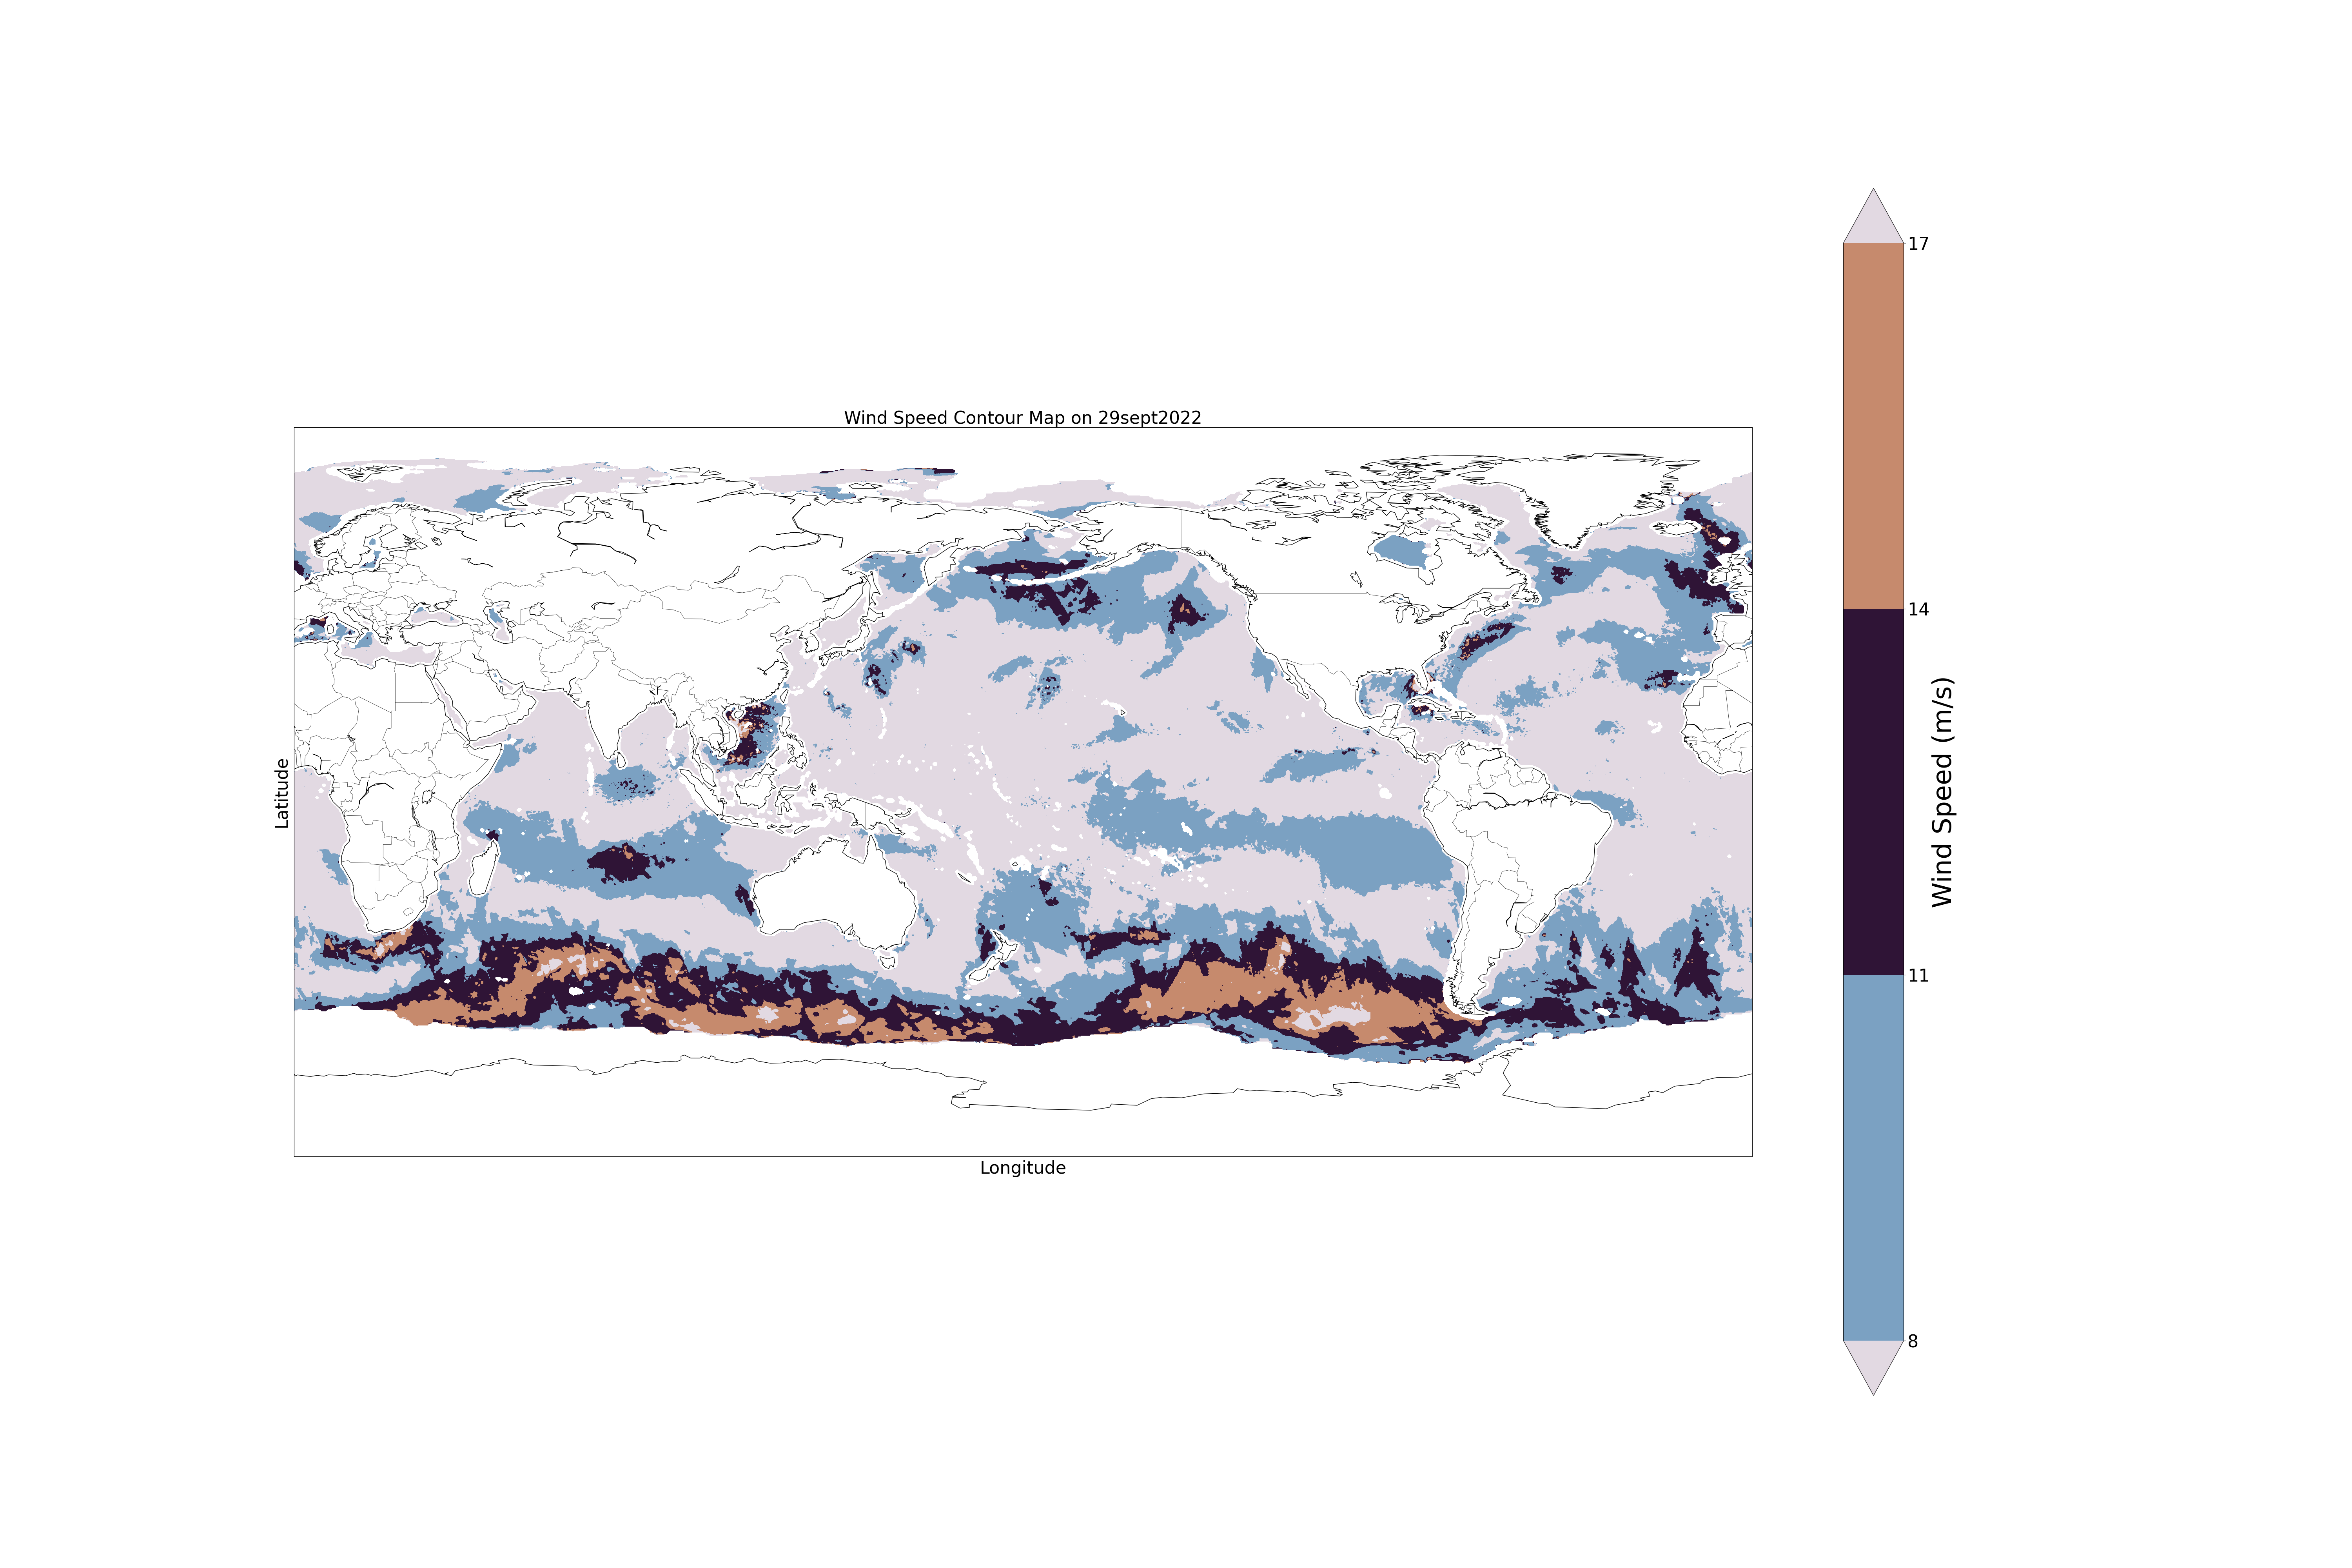 Wind Speed Contour Map on 29sept2022
Latitude
Longitude
17
14
11
8
Wind Speed (m/s)